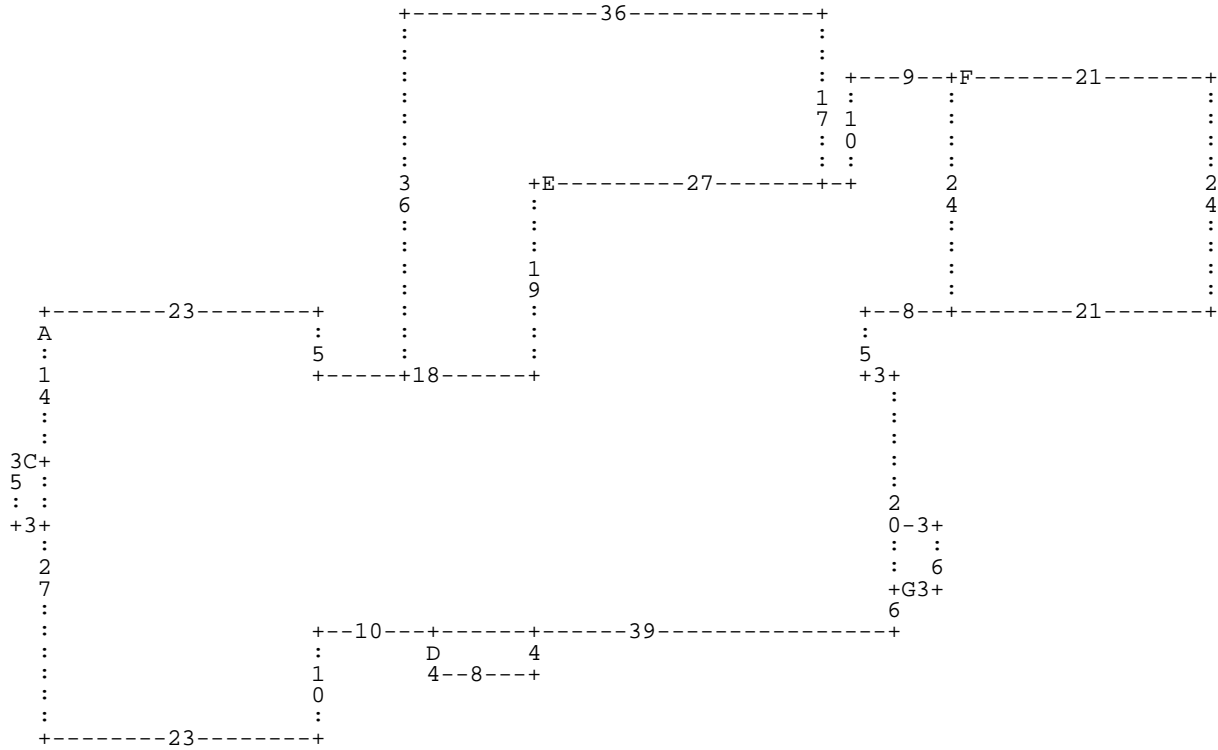 +-------------36-------------+
                           :                            :
                           :                            :
                           :                            : +---9--+F-------21-------+
                           :                            1 :      :                 :
                           :                            7 1      :                 :
                           :                            : 0      :                 :
                           :                            : :      :                 :
                           3        +E---------27-------+-+      2                 2
                           6        :                            4                 4
                           :        :                            :                 :
                           :        :                            :                 :
                           :        1                            :                 :
                           :        9                            :                 :
  +--------23--------+     :        :                      +--8--+--------21-------+
  A                  :     :        :                      :
  :                  5     :        :                      5
  1                  +-----+18------+                      +3+
  4                                                          :
  :                                                          :
  :                                                          :
3C+                                                          :
5 :                                                          :
: :                                                          2
+3+                                                          0-3+
  :                                                          :  :
  2                                                          :  6
  7                                                          +G3+
  :                                                          6
  :                  +--10---+------+------39----------------+
  :                  :       D      4
  :                  1       4--8---+
  :                  0
  :                  :
  +--------23--------+